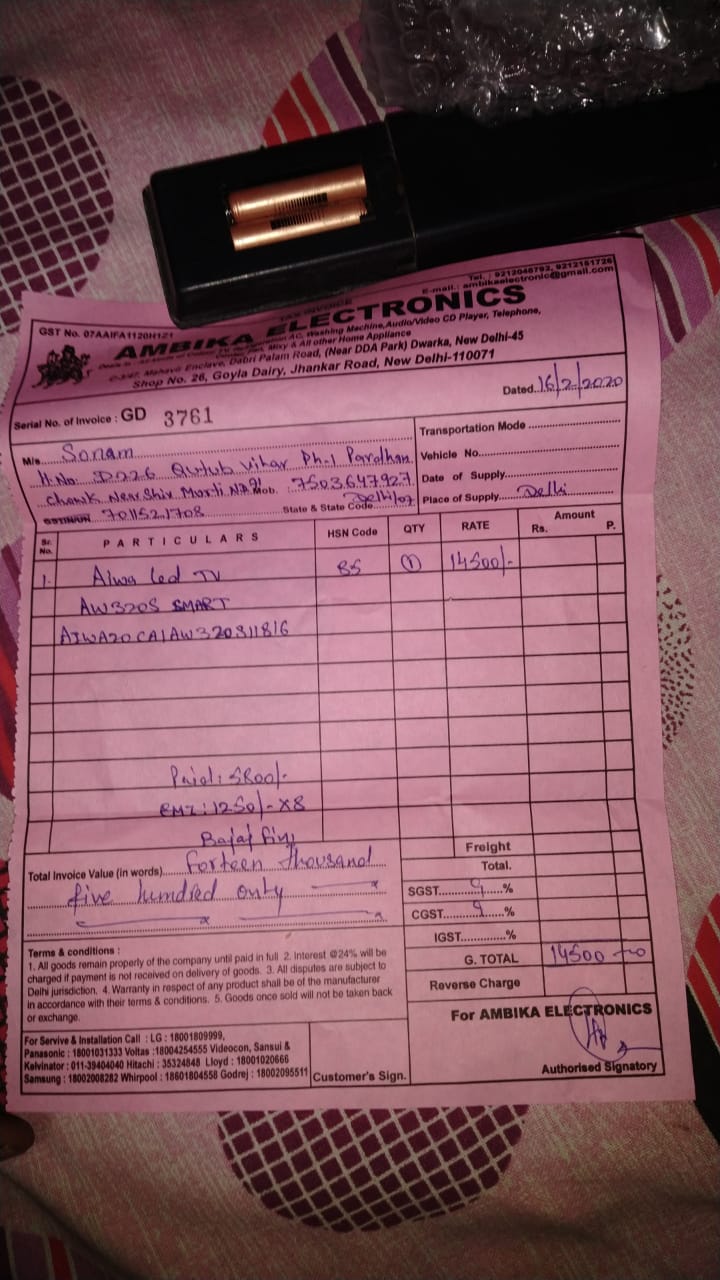 TAX INVOICE
Tel. : 9212046792, 9212161726
E-mail.: ambikaelectronic@gmail.com
GST No. 07AAIFA1120H1Z1
AMBIKA ELECTRONICS
AC, Washing Machine, Audio/Video CD Player, Telephone,
Mixy & All other Home Appliance
Mahavir Enclave, Dabri Palam Road, (Near DDA Park) Dwarka, New Delhi-45
Shop No. 26, Goyla Dairy, Jhankar Road, New Delhi-110071
Dated. 16/2/2020
Serial No. of Invoice : GD 3761
M/s Sonam
H.No. D226 Qutub Vihar Ph-1 Pardhan
Chowk Near Shiv Murti Mob. : 7503647927
GSTIN/UN 7011521708 State & State Code Delhi/07
Transportation Mode
Vehicle No.
Date of Supply
Place of Supply Delhi
Sr. No. PARTICULARS HSN Code QTY RATE Amount Rs. P.
1. Aiwa Led TV 85 1 14500/-
AW320S SMART
AIWA20CA1AW320S11816
Paid: 5800/-
EMI: 1250/- X8
Bajaj Fin
Total Invoice Value (in words) forteen thousand
five hundred only
Freight
Total.
SGST 9 %
CGST 9 %
IGST %
G. TOTAL 14500
Reverse Charge
Terms & conditions :
1. All goods remain property of the company until paid in full 2. Interest @24% will be
charged if payment is not received on delivery of goods. 3. All disputes are subject to
Delhi jurisdiction. 4. Warranty in respect of any product shall be of the manufacturer
in accordance with their terms & conditions. 5. Goods once sold will not be taken back
or exchange.
For AMBIKA ELECTRONICS
Authorised Signatory
For Servive & Installation Call : LG : 18001809999,
Panasonic : 18001031333 Voltas :18004254555 Videocon, Sansui &
Kelvinator : 011-39404040 Hitachi : 35324848 Lloyd : 18001020666
Samsung : 18002008282 Whirpool : 18601804558 Godrej : 18002095511
Customer's Sign.